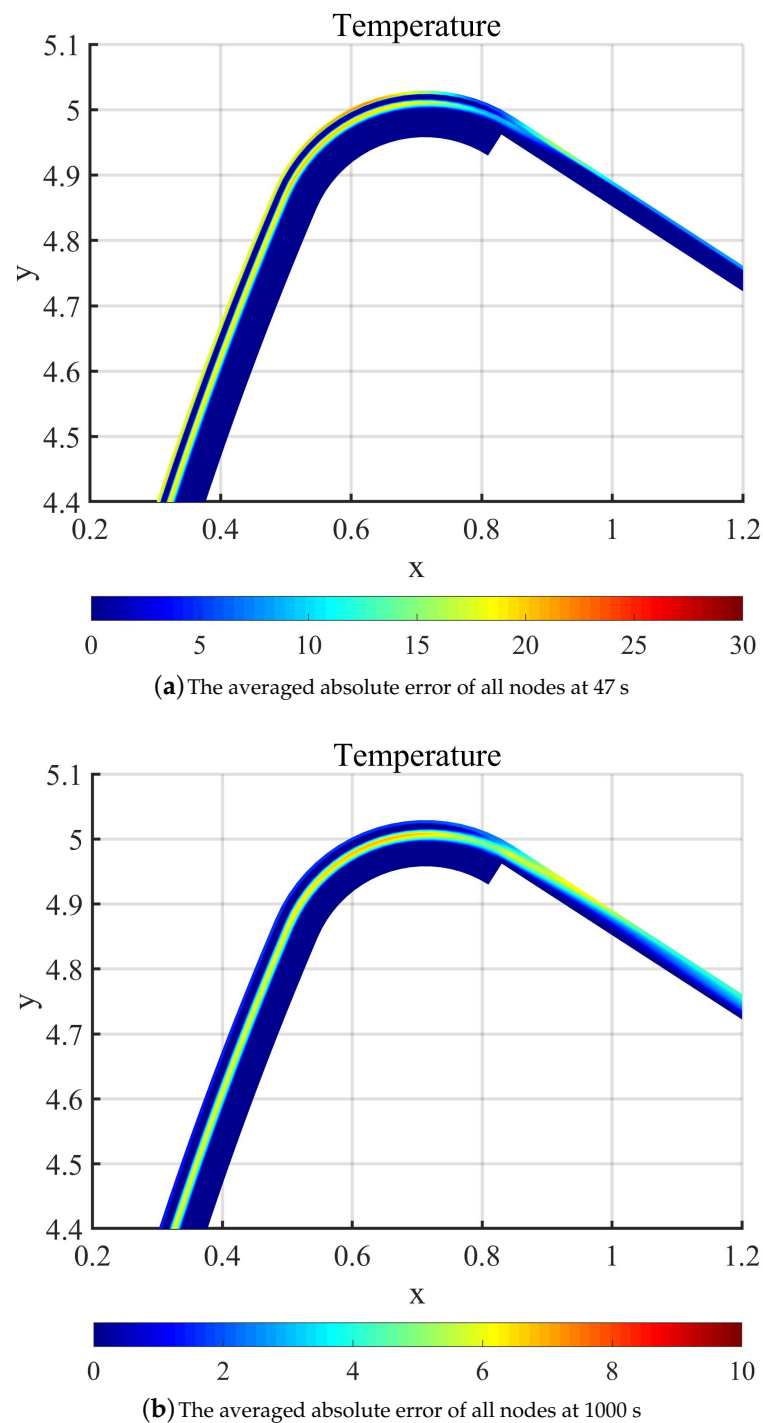 Temperature
5.1
5
4.9
4.8
4.7
4.6
4.5
4.4
y
0.2 0.4 0.6 0.8 1 1.2
x
0 5 10 15 20 25 30
(a) The averaged absolute error of all nodes at 47 s
Temperature
5.1
5
4.9
4.8
4.7
4.6
4.5
4.4
y
0.2 0.4 0.6 0.8 1 1.2
x
0 2 4 6 8 10
(b) The averaged absolute error of all nodes at 1000 s